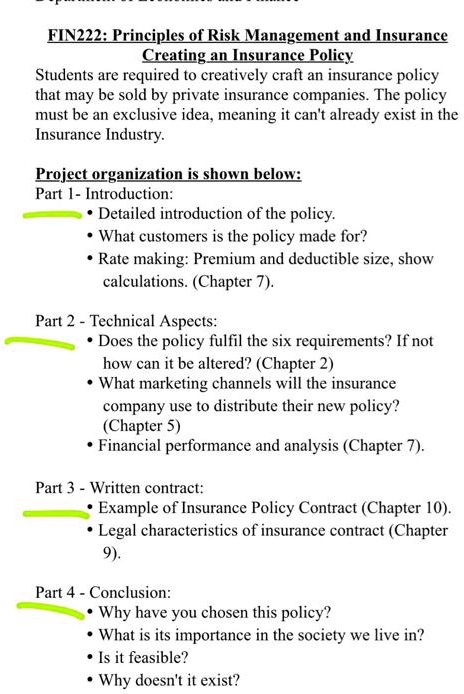 FIN222: Principles of Risk Management and Insurance
Creating an Insurance Policy
Students are required to creatively craft an insurance policy
that may be sold by private insurance companies. The policy
must be an exclusive idea, meaning it can't already exist in the
Insurance Industry.
Project organization is shown below:
Part 1- Introduction:
• Detailed introduction of the policy.
• What customers is the policy made for?
• Rate making: Premium and deductible size, show
calculations. (Chapter 7).
Part 2 - Technical Aspects:
• Does the policy fulfil the six requirements? If not
how can it be altered? (Chapter 2)
• What marketing channels will the insurance
company use to distribute their new policy?
(Chapter 5)
• Financial performance and analysis (Chapter 7).
Part 3 - Written contract:
• Example of Insurance Policy Contract (Chapter 10).
• Legal characteristics of insurance contract (Chapter
9).
Part 4 - Conclusion:
• Why have you chosen this policy?
• What is its importance in the society we live in?
• Is it feasible?
• Why doesn't it exist?